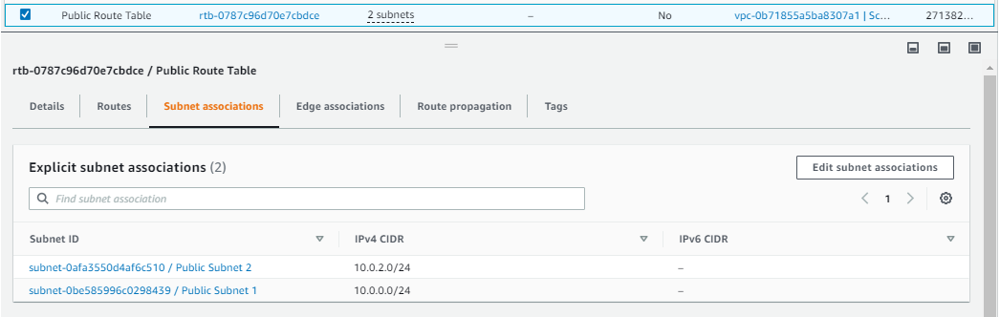 Public Route Table rtb-0787c96d70e7cbdce 2 subnets – No vpc-0b71855a5ba8307a1 | Sc... 271382...
rtb-0787c96d70e7cbdce / Public Route Table
Details Routes Subnet associations Edge associations Route propagation Tags
Explicit subnet associations (2) Edit subnet associations
Find subnet association 1
Subnet ID IPv4 CIDR IPv6 CIDR
subnet-0afa3550d4af6c510 / Public Subnet 2 10.0.2.0/24 –
subnet-0be585996c0298439 / Public Subnet 1 10.0.0.0/24 –